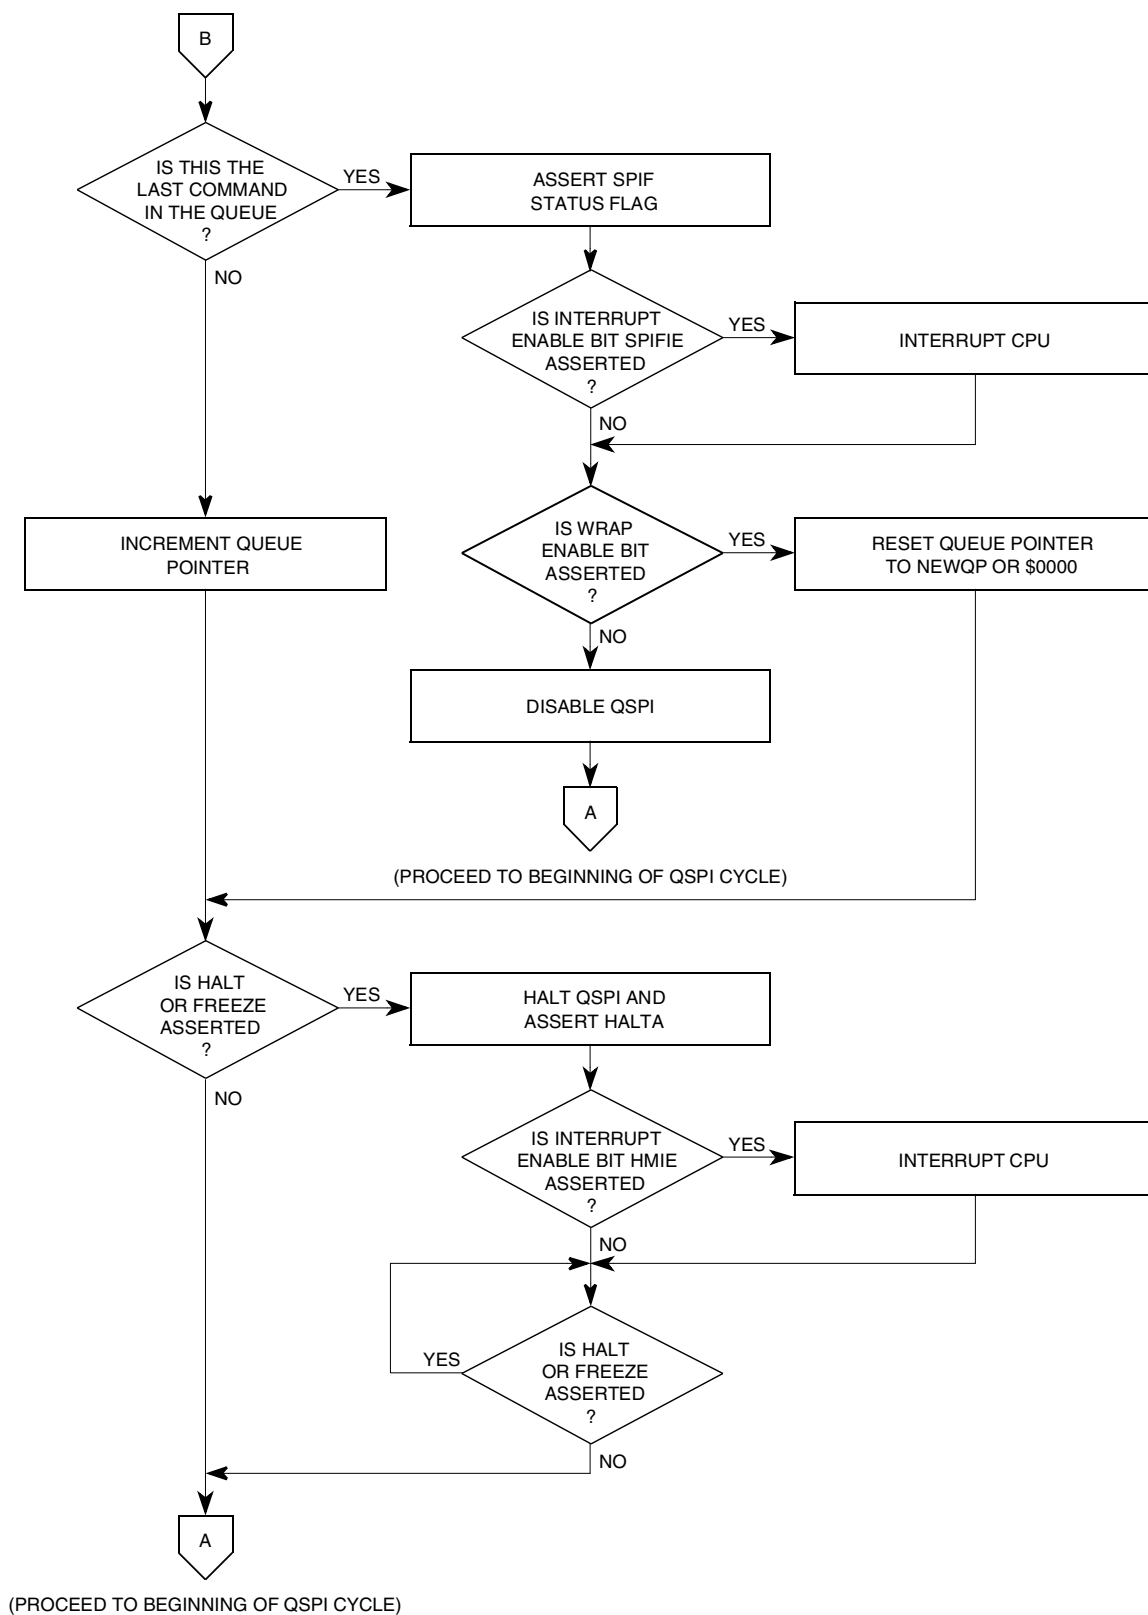 B
IS THIS THE
LAST COMMAND
IN THE QUEUE
?
YES
NO
ASSERT SPIF
STATUS FLAG
IS INTERRUPT
ENABLE BIT SPIFIE
ASSERTED
?
YES
NO
INTERRUPT CPU
INCREMENT QUEUE
POINTER
IS WRAP
ENABLE BIT
ASSERTED
?
YES
NO
RESET QUEUE POINTER
TO NEWQP OR $0000
DISABLE QSPI
A
(PROCEED TO BEGINNING OF QSPI CYCLE)
IS HALT
OR FREEZE
ASSERTED
?
YES
NO
HALT QSPI AND
ASSERT HALTA
IS INTERRUPT
ENABLE BIT HMIE
ASSERTED
?
YES
NO
INTERRUPT CPU
IS HALT
OR FREEZE
ASSERTED
?
YES
NO
A
(PROCEED TO BEGINNING OF QSPI CYCLE)